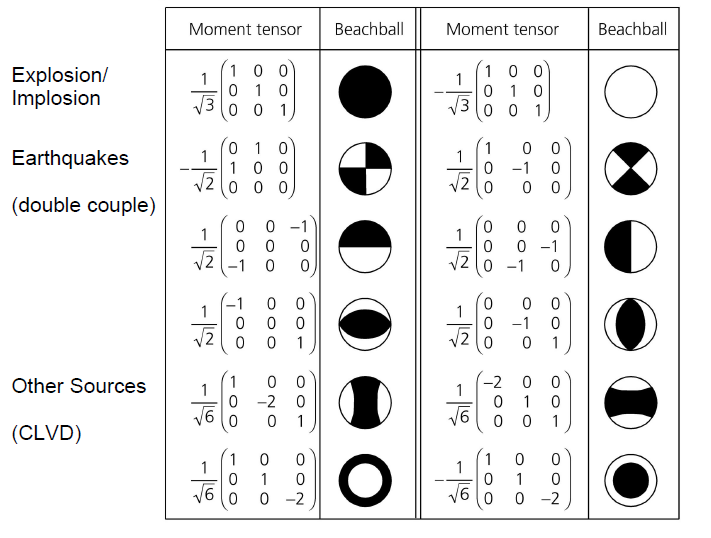 Moment tensor Beachball Moment tensor Beachball
Explosion/
Implosion
1 1 0 0
0 1 0
√3 0 0 1
−1 1 0 0
0 1 0
√3 0 0 1
Earthquakes
(double couple)
−1 0 1 0
1 0 0
√2 0 0 0
1 1 0 0
0 −1 0
√2 0 0 0
1 0 0 −1
0 0 0
√2 −1 0 0
1 0 0 0
0 0 −1
√2 0 −1 0
1 −1 0 0
0 0 0
√2 0 0 1
1 0 0 0
0 −1 0
√2 0 0 1
Other Sources
(CLVD)
1 1 0 0
0 −2 0
√6 0 0 1
1 −2 0 0
0 1 0
√6 0 0 1
1 1 0 0
0 1 0
√6 0 0 −2
−1 1 0 0
0 1 0
√6 0 0 −2